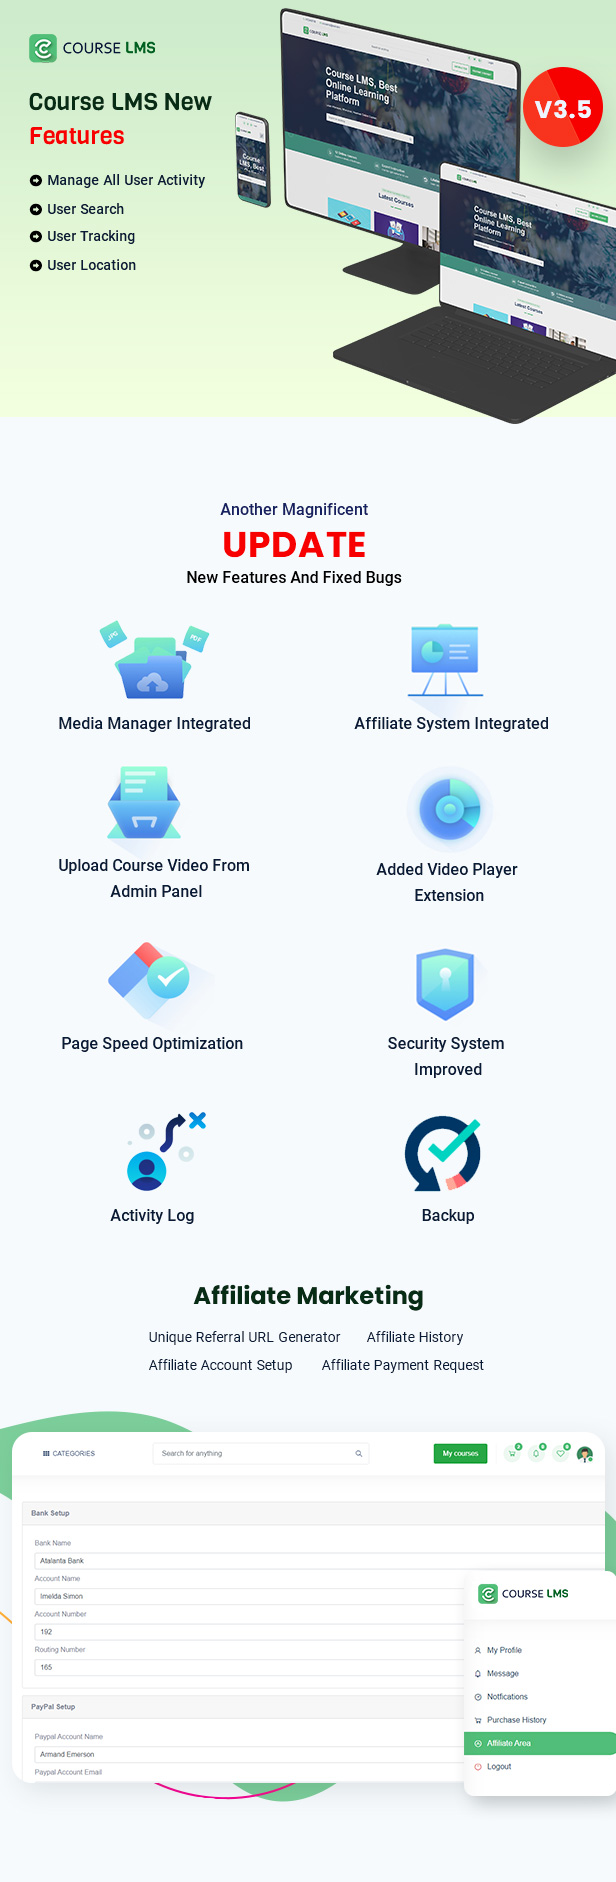 COURSE LMS
Course LMS New
Features
Manage All User Activity
User Search
User Tracking
User Location
V3.5
Course LMS, Best
Online Learning
Platform
Latest Courses
Course LMS, Best
Online Learning
Platform
Latest Courses
Course
LMS, Best
Another Magnificent
UPDATE
New Features And Fixed Bugs
JPG
PDF
Media Manager Integrated
Affiliate System Integrated
Upload Course Video From
Admin Panel
Added Video Player
Extension
Page Speed Optimization
Security System
Improved
Activity Log
Backup
Affiliate Marketing
Unique Referral URL Generator Affiliate History
Affiliate Account Setup Affiliate Payment Request
CATEGORIES
Search for anything
My courses
Bank Setup
Bank Name
Atalanta Bank
Account Name
Imelda Simon
Account Number
192
Routing Number
165
PayPal Setup
Paypal Account Name
Armand Emerson
Paypal Account Email
COURSE LMS
My Profile
Message
Notfications
Purchase History
Affiliate Area
Logout